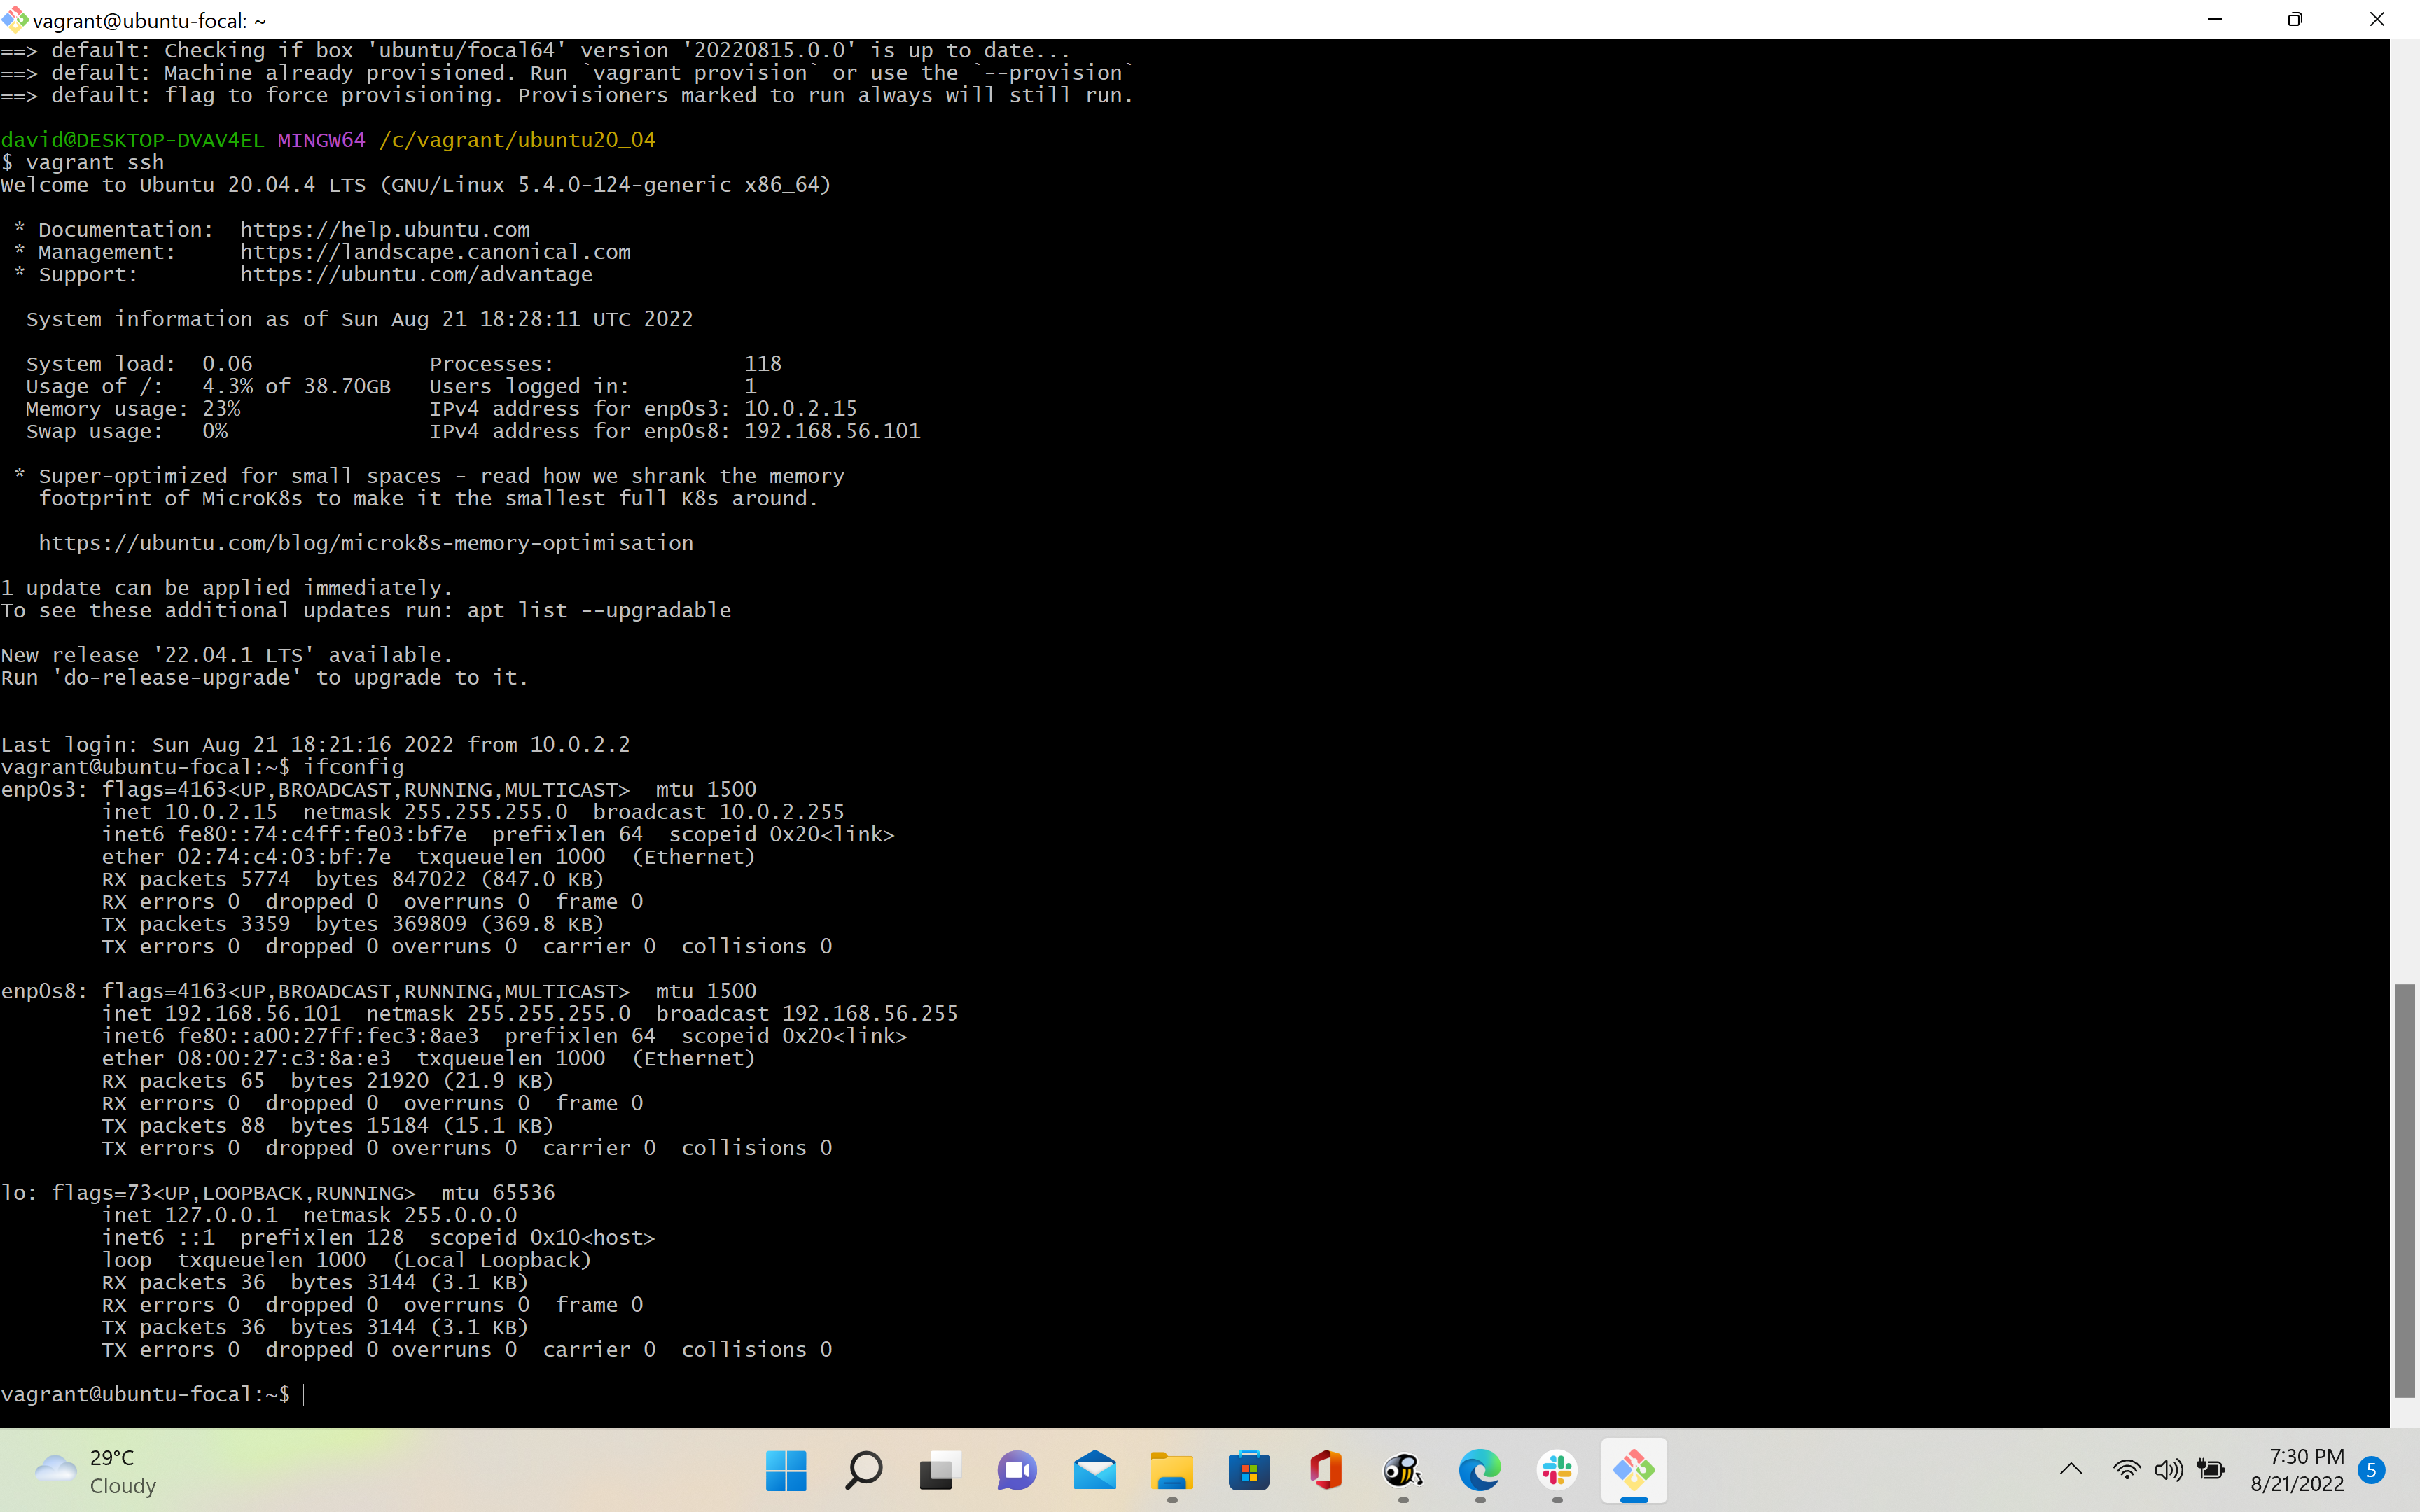 vagrant@ubuntu-focal: ~
==> default: Checking if box 'ubuntu/focal64' version '20220815.0.0' is up to date...
==> default: Machine already provisioned. Run `vagrant provision` or use the `--provision`
==> default: flag to force provisioning. Provisioners marked to run always will still run.
david@DESKTOP-DVAV4EL MINGW64 /c/vagrant/ubuntu20_04
$ vagrant ssh
Welcome to Ubuntu 20.04.4 LTS (GNU/Linux 5.4.0-124-generic x86_64)
* Documentation:  https://help.ubuntu.com
* Management:     https://landscape.canonical.com
* Support:        https://ubuntu.com/advantage
System information as of Sun Aug 21 18:28:11 UTC 2022
System load:  0.06              Processes:               118
Usage of /:   4.3% of 38.70GB   Users logged in:         1
Memory usage: 23%               IPv4 address for enp0s3: 10.0.2.15
Swap usage:   0%                IPv4 address for enp0s8: 192.168.56.101
* Super-optimized for small spaces - read how we shrank the memory
footprint of MicroK8s to make it the smallest full K8s around.
https://ubuntu.com/blog/microk8s-memory-optimisation
1 update can be applied immediately.
To see these additional updates run: apt list --upgradable
New release '22.04.1 LTS' available.
Run 'do-release-upgrade' to upgrade to it.
Last login: Sun Aug 21 18:21:16 2022 from 10.0.2.2
vagrant@ubuntu-focal:~$ ifconfig
enp0s3: flags=4163<UP,BROADCAST,RUNNING,MULTICAST>  mtu 1500
inet 10.0.2.15  netmask 255.255.255.0  broadcast 10.0.2.255
inet6 fe80::74:c4ff:fe03:bf7e  prefixlen 64  scopeid 0x20<link>
ether 02:74:c4:03:bf:7e  txqueuelen 1000  (Ethernet)
RX packets 5774  bytes 847022 (847.0 KB)
RX errors 0  dropped 0  overruns 0  frame 0
TX packets 3359  bytes 369809 (369.8 KB)
TX errors 0  dropped 0 overruns 0  carrier 0  collisions 0
enp0s8: flags=4163<UP,BROADCAST,RUNNING,MULTICAST>  mtu 1500
inet 192.168.56.101  netmask 255.255.255.0  broadcast 192.168.56.255
inet6 fe80::a00:27ff:fec3:8ae3  prefixlen 64  scopeid 0x20<link>
ether 08:00:27:c3:8a:e3  txqueuelen 1000  (Ethernet)
RX packets 65  bytes 21920 (21.9 KB)
RX errors 0  dropped 0  overruns 0  frame 0
TX packets 88  bytes 15184 (15.1 KB)
TX errors 0  dropped 0 overruns 0  carrier 0  collisions 0
lo: flags=73<UP,LOOPBACK,RUNNING>  mtu 65536
inet 127.0.0.1  netmask 255.0.0.0
inet6 ::1  prefixlen 128  scopeid 0x10<host>
loop  txqueuelen 1000  (Local Loopback)
RX packets 36  bytes 3144 (3.1 KB)
RX errors 0  dropped 0  overruns 0  frame 0
TX packets 36  bytes 3144 (3.1 KB)
TX errors 0  dropped 0 overruns 0  carrier 0  collisions 0
vagrant@ubuntu-focal:~$
29°C
Cloudy
7:30 PM
8/21/2022
5